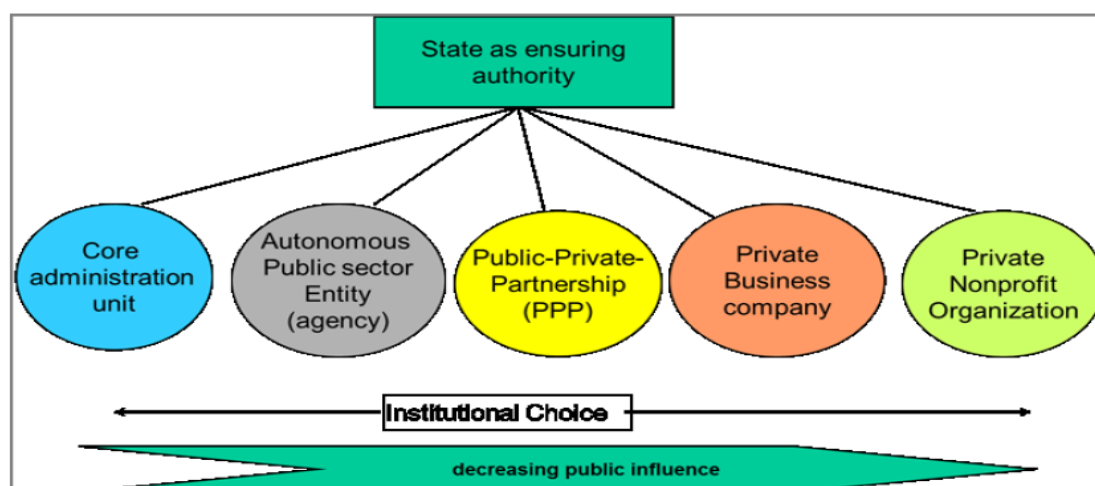 State as ensuring
authority
Core
administration
unit
Autonomous
Public sector
Entity
(agency)
Public-Private-
Partnership
(PPP)
Private
Business
company
Private
Nonprofit
Organization
Institutional Choice
decreasing public influence